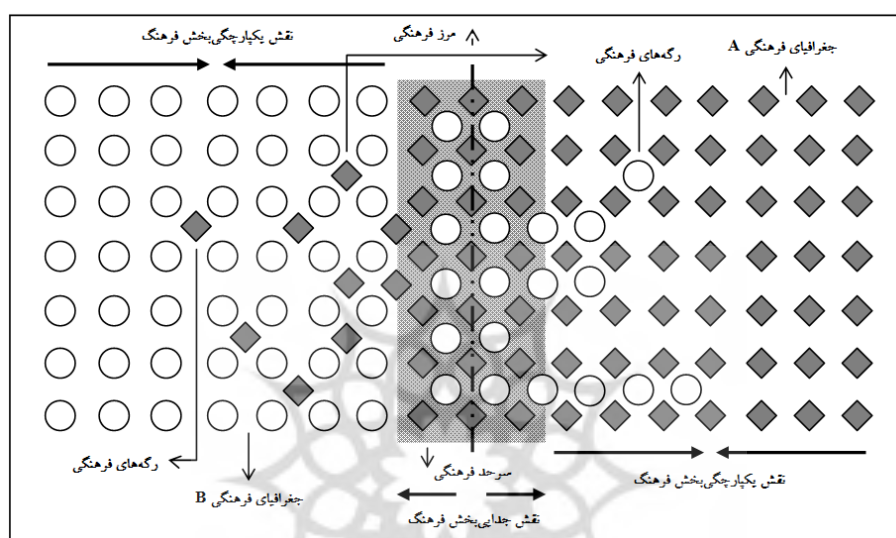 جغرافیای فرهنگی A
رگه‌های فرهنگی
مرز فرهنگی
نقش یکپارچگی‌بخش فرهنگ
نقش یکپارچگی‌بخش فرهنگ
سرحد فرهنگی
نقش جدایی‌بخش فرهنگ
جغرافیای فرهنگی B
رگه‌های فرهنگی